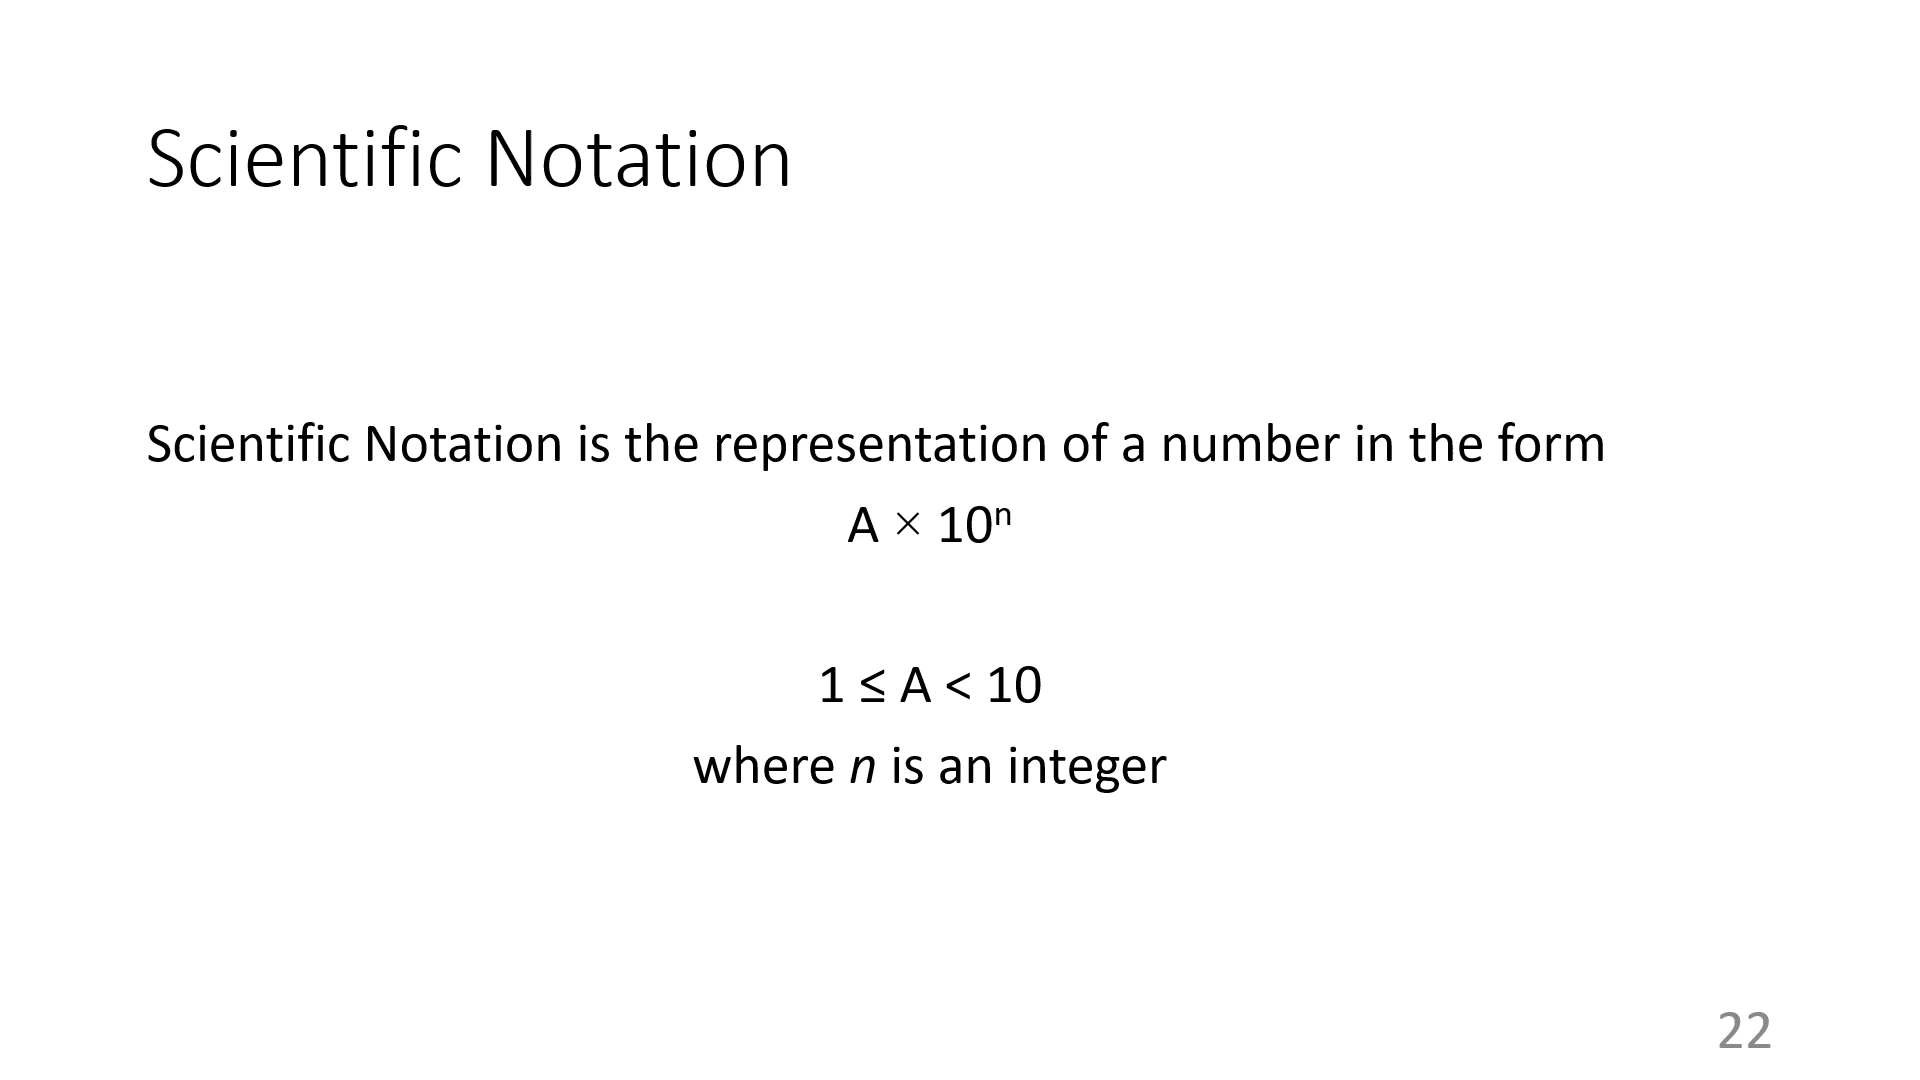 Scientific Notation
Scientific Notation is the representation of a number in the form
A × 10ⁿ
1 ≤ A < 10
where n is an integer
22